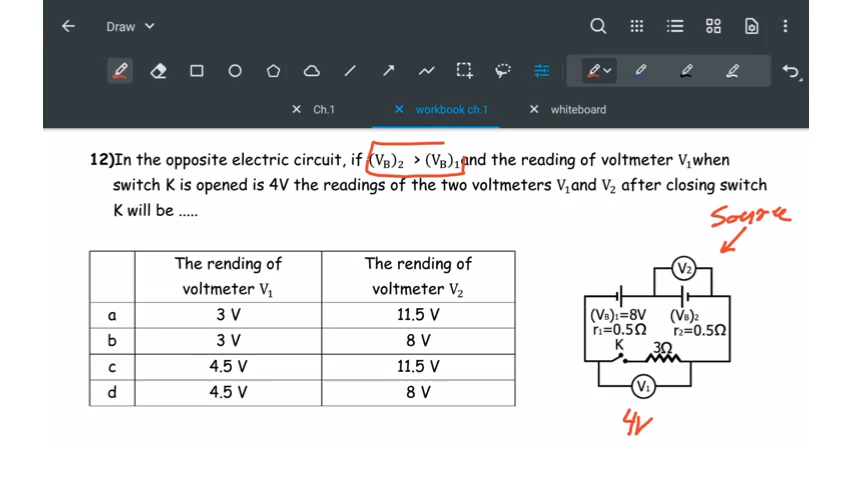 Draw
Ch.1
workbook ch.1
whiteboard
12)In the opposite electric circuit, if (V_B)₂ > (V_B)₁ and the reading of voltmeter V₁ when
switch K is opened is 4V the readings of the two voltmeters V₁ and V₂ after closing switch
K will be .....
Source
The rending of voltmeter V₁ The rending of voltmeter V₂
a 3 V 11.5 V
b 3 V 8 V
c 4.5 V 11.5 V
d 4.5 V 8 V
V₂
(V_B)₁=8V (V_B)₂
r₁=0.5Ω r₂=0.5Ω
K 3Ω
V₁
4V